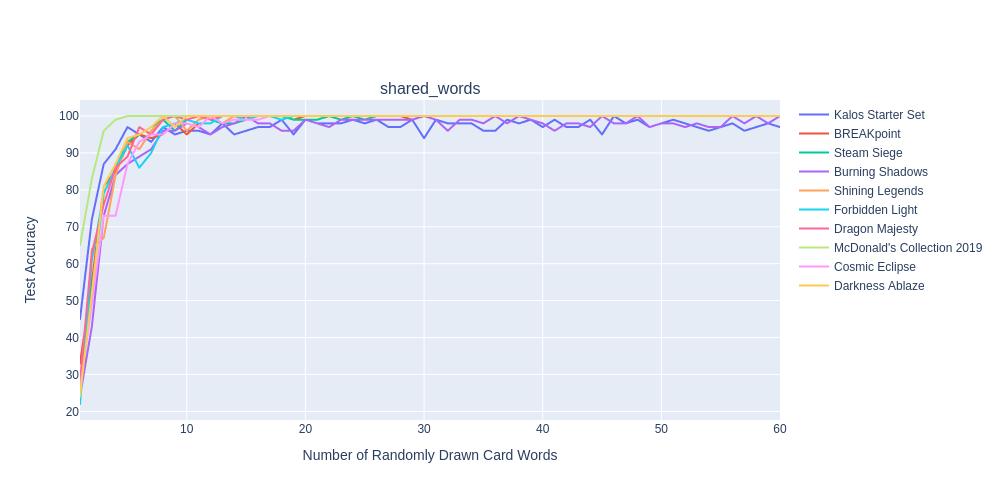 shared_words
100
90
80
70
60
50
40
30
20
Test Accuracy
10 20 30 40 50 60
Number of Randomly Drawn Card Words
Kalos Starter Set
BREAKpoint
Steam Siege
Burning Shadows
Shining Legends
Forbidden Light
Dragon Majesty
McDonald's Collection 2019
Cosmic Eclipse
Darkness Ablaze